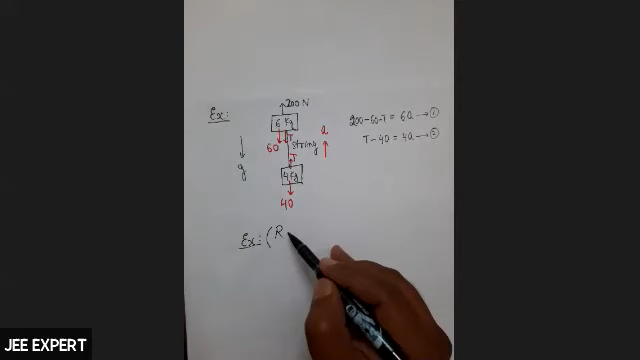 Ex:
200 N
6 Kg
60
T
string
T
a
g
4 Kg
40
200-60-T = 6a → ①
T-40 = 4a → ②
Ex:- ( R
JEE EXPERT